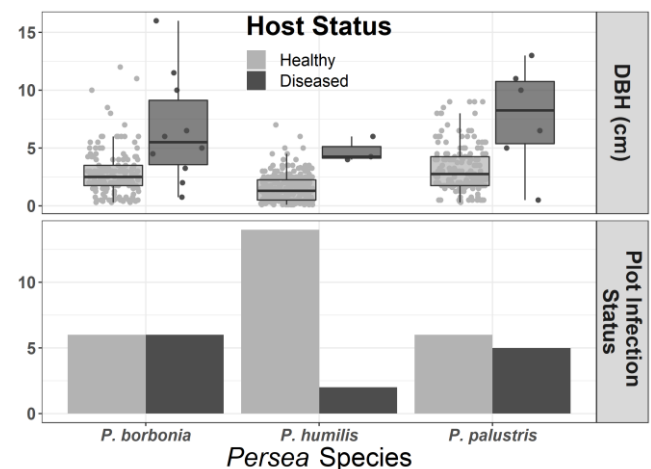 Host Status
Healthy
Diseased
15
10
5
0
DBH (cm)
10
5
0
Plot Infection
Status
P. borbonia
P. humilis
P. palustris
Persea Species